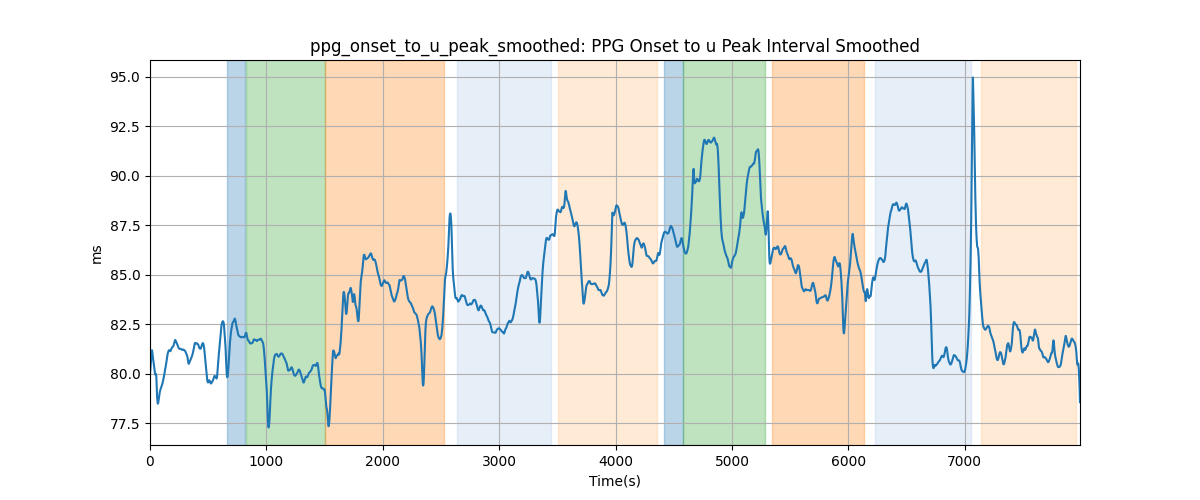 ppg_onset_to_u_peak_smoothed: PPG Onset to u Peak Interval Smoothed
95.0
92.5
90.0
87.5
85.0
82.5
80.0
77.5
ms
0 1000 2000 3000 4000 5000 6000 7000
Time(s)